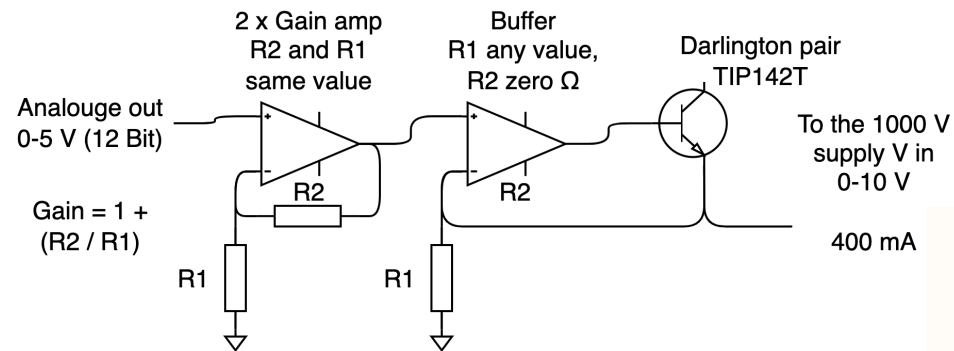 2 x Gain amp
R2 and R1
same value
Buffer
R1 any value,
R2 zero Ω
Darlington pair
TIP142T
Analouge out
0-5 V (12 Bit)
+
-
R2
+
-
R2
To the 1000 V
supply V in
0-10 V
Gain = 1 +
(R2 / R1)
400 mA
R1
R1